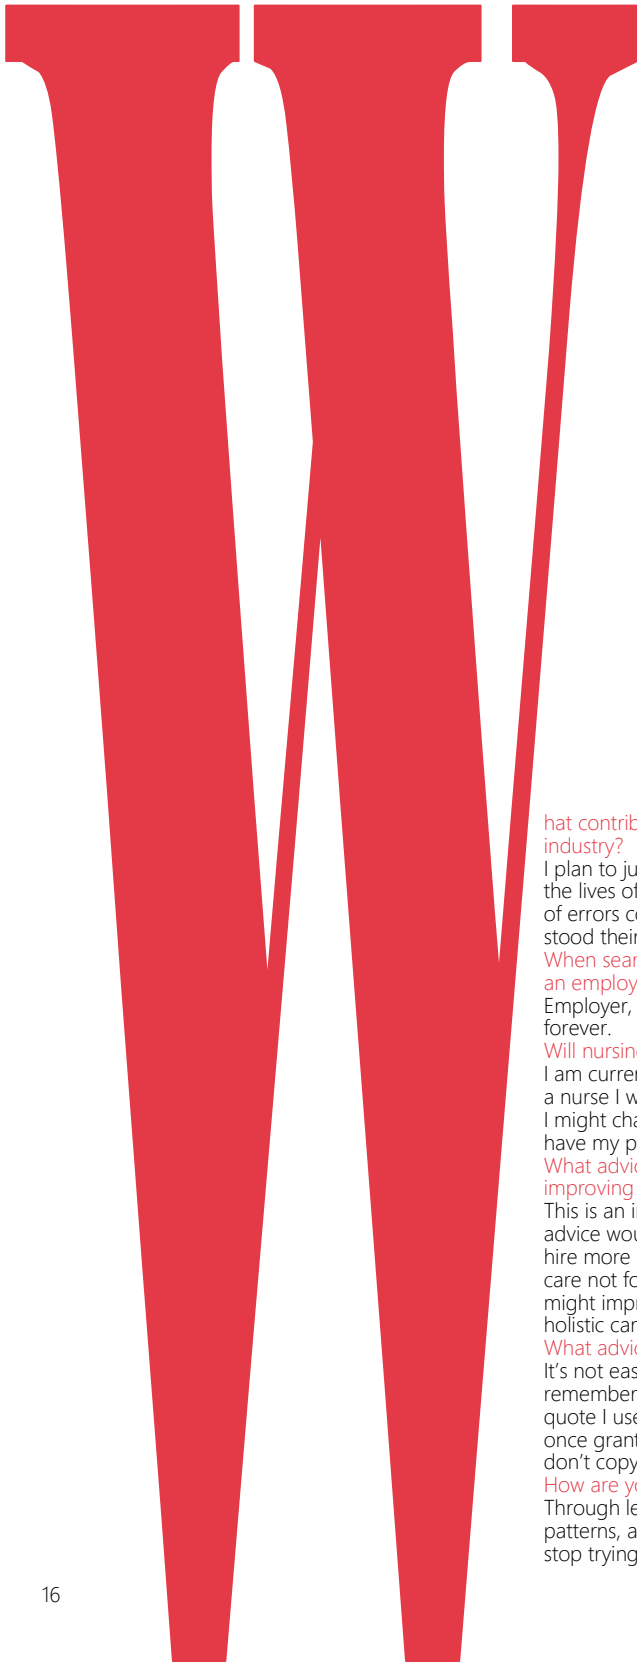 W
hat contrib
industry?
I plan to ju
the lives of
of errors co
stood their
When sear
an employ
Employer,
forever.
Will nursin
I am curren
a nurse I w
I might cha
have my p
What advic
improving
This is an i
advice wou
hire more
care not fo
might impr
holistic car
What advic
It’s not eas
remember
quote I use
once grant
don’t copy
How are yo
Through le
patterns, a
stop trying
16